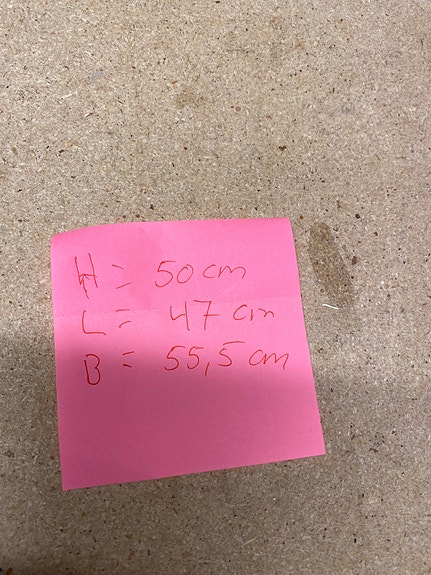 H = 50 cm
L = 47 cm
B = 55,5 cm